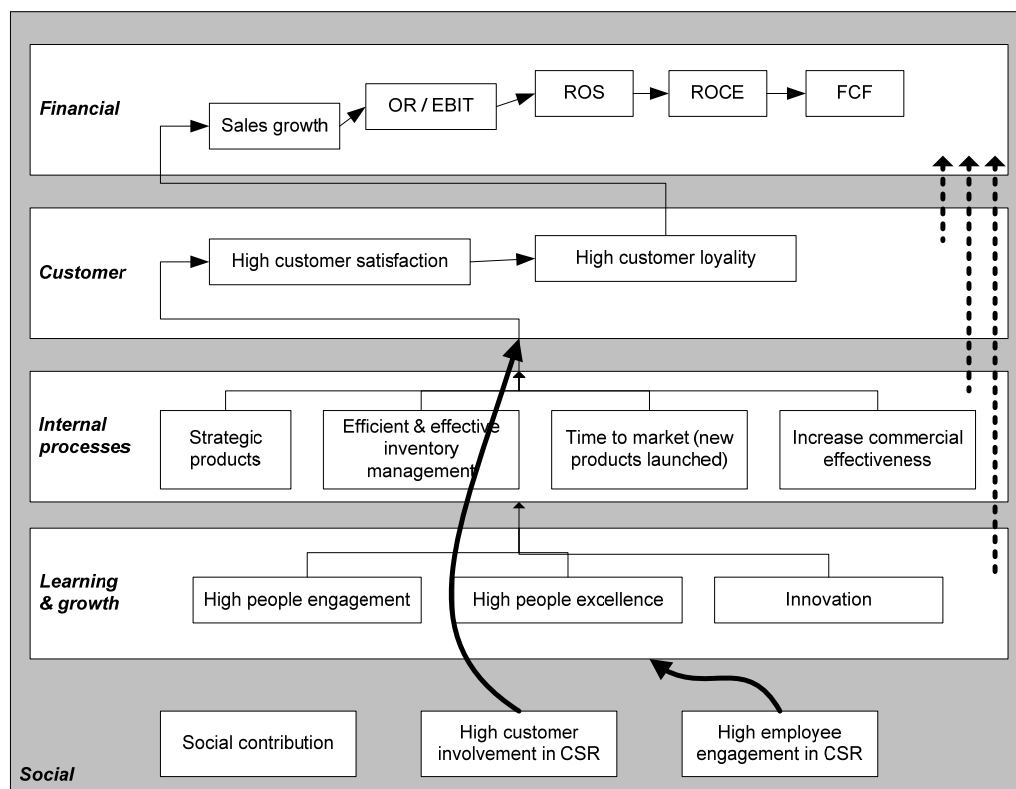 Financial
Sales growth
OR / EBIT
ROS
ROCE
FCF
Customer
High customer satisfaction
High customer loyality
Internal
processes
Strategic
products
Efficient & effective
inventory
management
Time to market (new
products launched)
Increase commercial
effectiveness
Learning
& growth
High people engagement
High people excellence
Innovation
Social contribution
High customer
involvement in CSR
High employee
engagement in CSR
Social